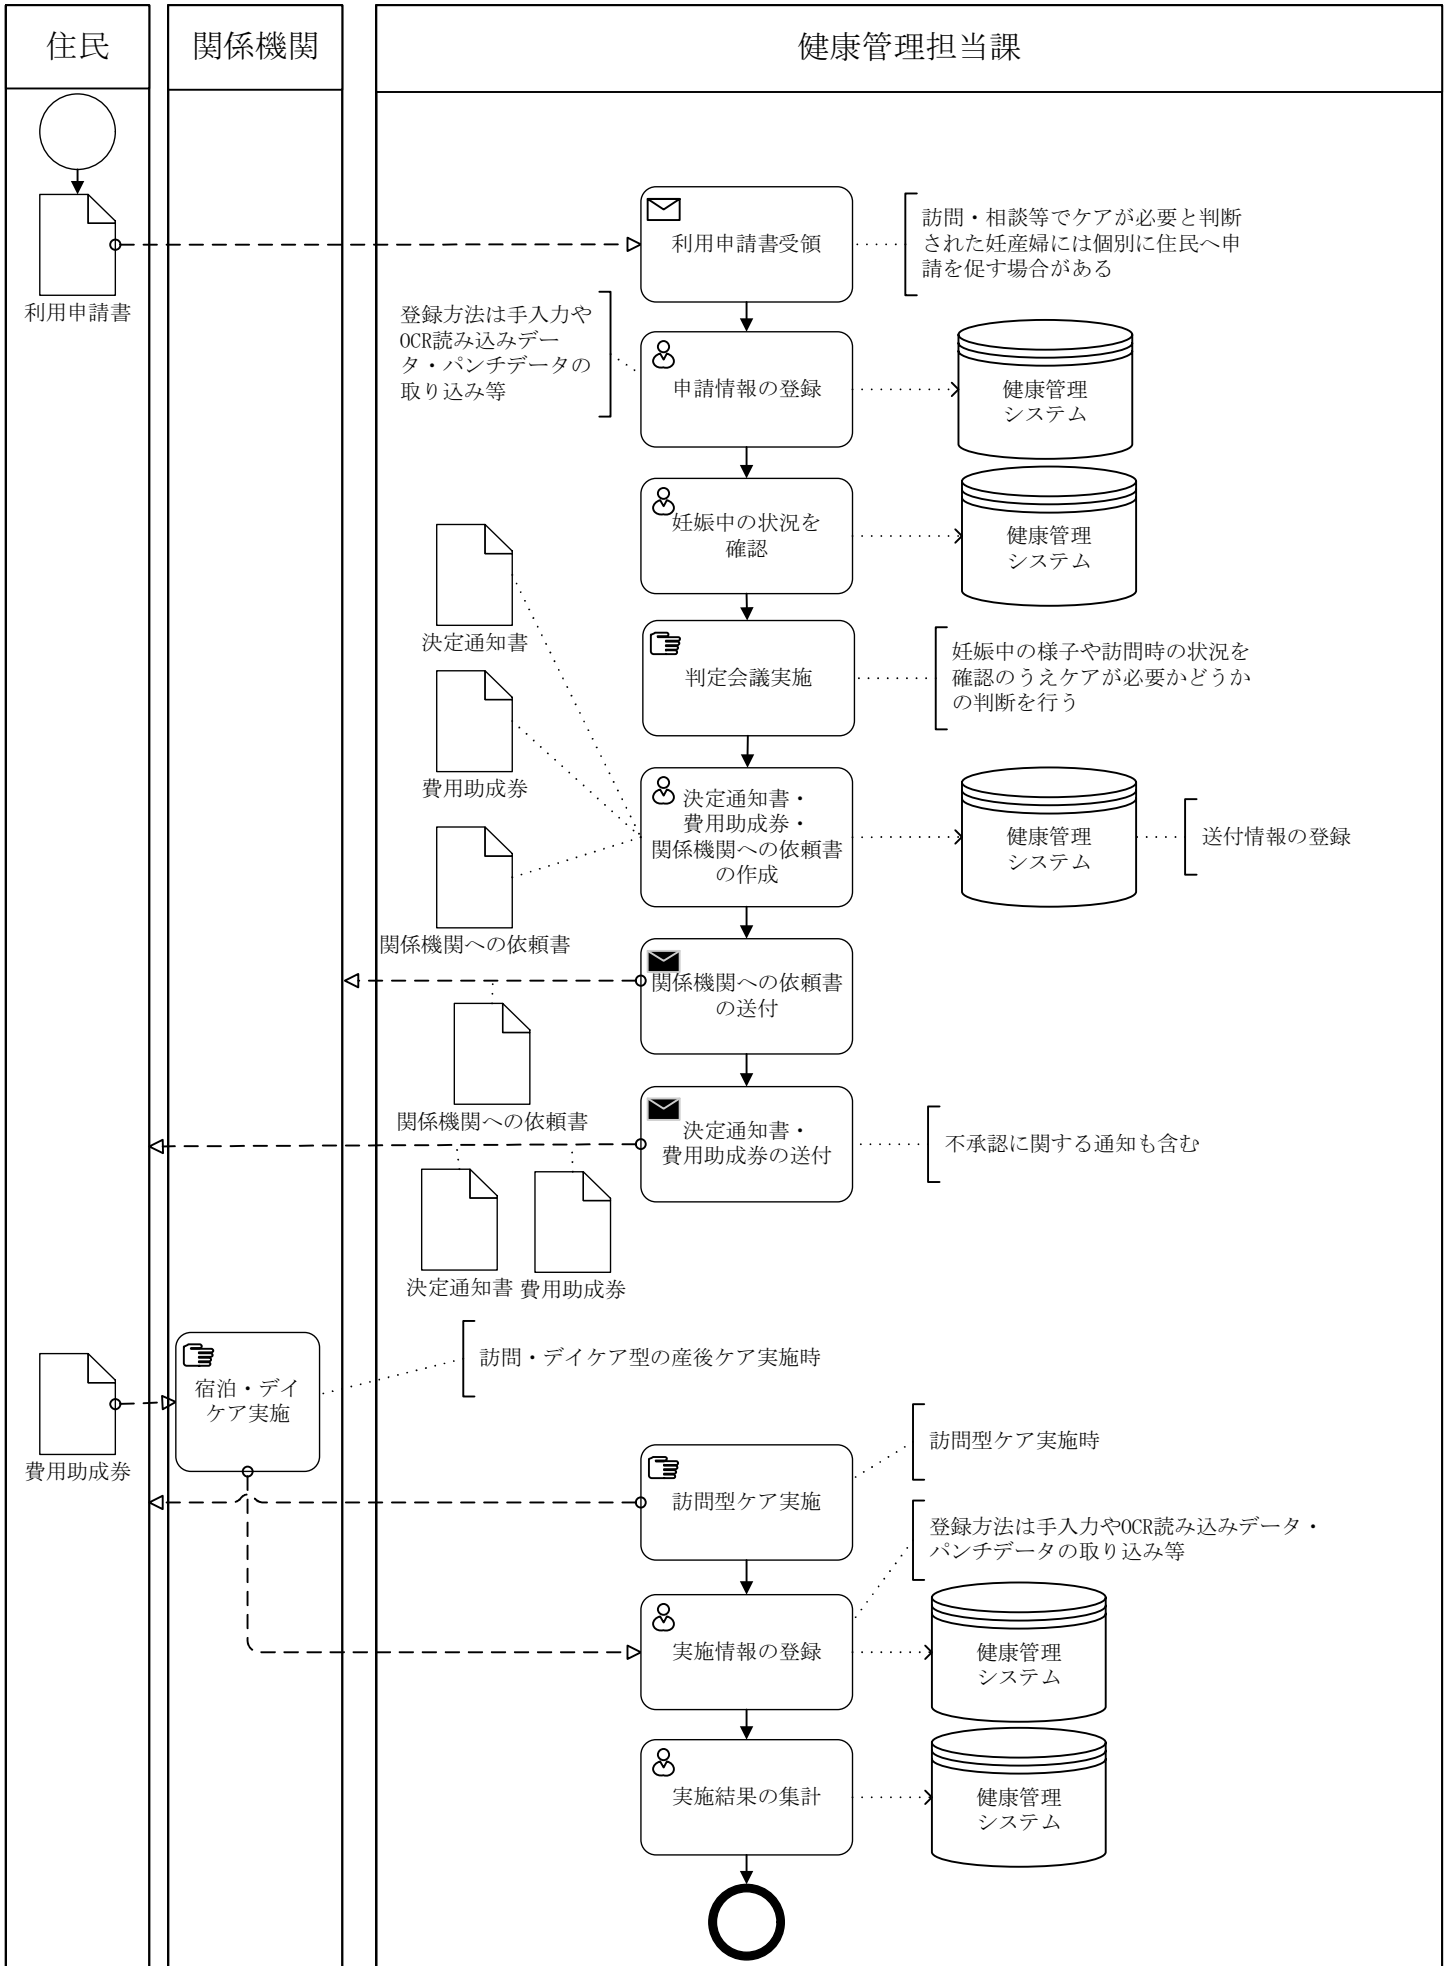 住民
関係機関
健康管理担当課
利用申請書
利用申請書受領
訪問・相談等でケアが必要と判断
された妊産婦には個別に住民へ申
請を促す場合がある
登録方法は手入力や
OCR読み込みデー
タ・パンチデータの
取り込み等
申請情報の登録
健康管理
システム
妊娠中の状況を
確認
健康管理
システム
決定通知書
判定会議実施
妊娠中の様子や訪問時の状況を
確認のうえケアが必要かどうか
の判断を行う
費用助成券
決定通知書・
費用助成券・
関係機関への依頼書
の作成
健康管理
システム
送付情報の登録
関係機関への依頼書
関係機関への依頼書
の送付
関係機関への依頼書
決定通知書・
費用助成券の送付
不承認に関する通知も含む
決定通知書
費用助成券
費用助成券
宿泊・デイ
ケア実施
訪問・デイケア型の産後ケア実施時
訪問型ケア実施
訪問型ケア実施時
登録方法は手入力やOCR読み込みデータ・
パンチデータの取り込み等
実施情報の登録
健康管理
システム
実施結果の集計
健康管理
システム